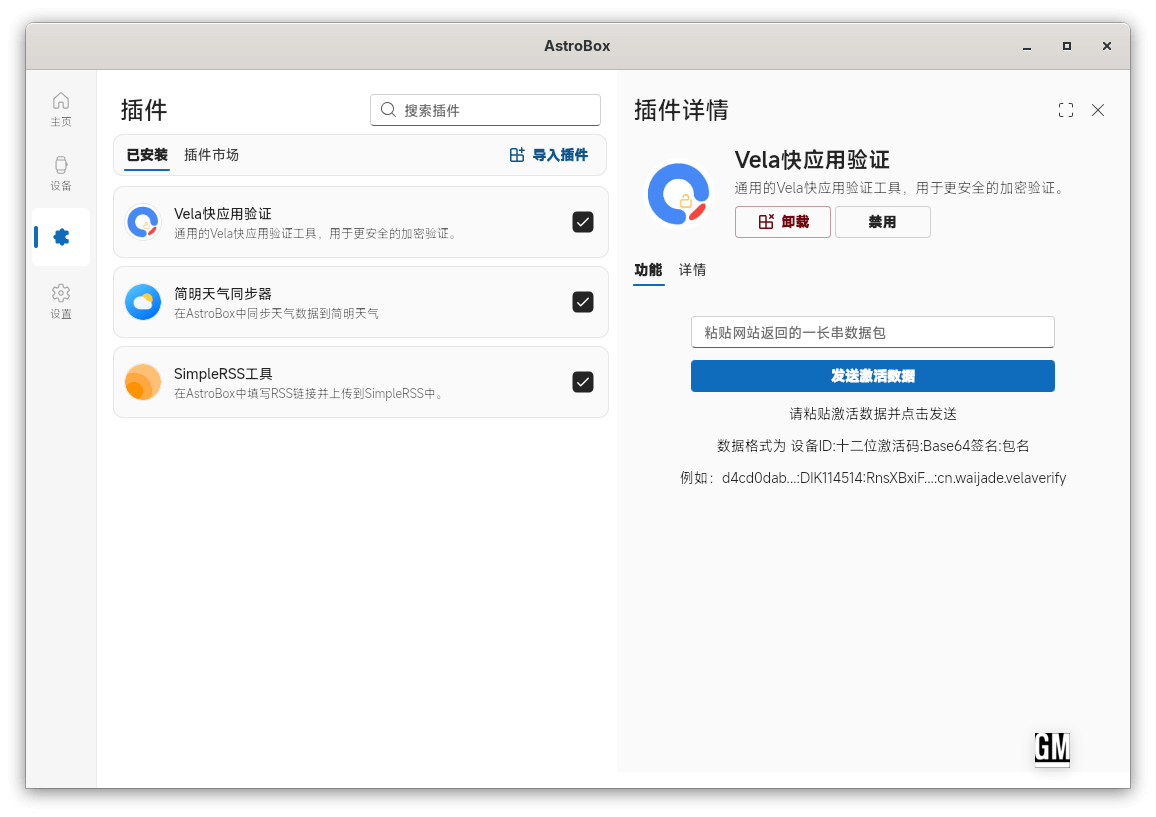 AstroBox
主页
设备
设置
插件
搜索插件
已安装
插件市场
导入插件
Vela快应用验证
通用的Vela快应用验证工具，用于更安全的加密验证。
简明天气同步器
在AstroBox中同步天气数据到简明天气
SimpleRSS工具
在AstroBox中填写RSS链接并上传到SimpleRSS中。
插件详情
Vela快应用验证
通用的Vela快应用验证工具，用于更安全的加密验证。
卸载
禁用
功能
详情
粘贴网站返回的一长串数据包
发送激活数据
请粘贴激活数据并点击发送
数据格式为 设备ID:十二位激活码:Base64签名:包名
例如：d4cd0dab...:DIK114514:RnsXBxiF...:cn.waijade.velaverify
GM